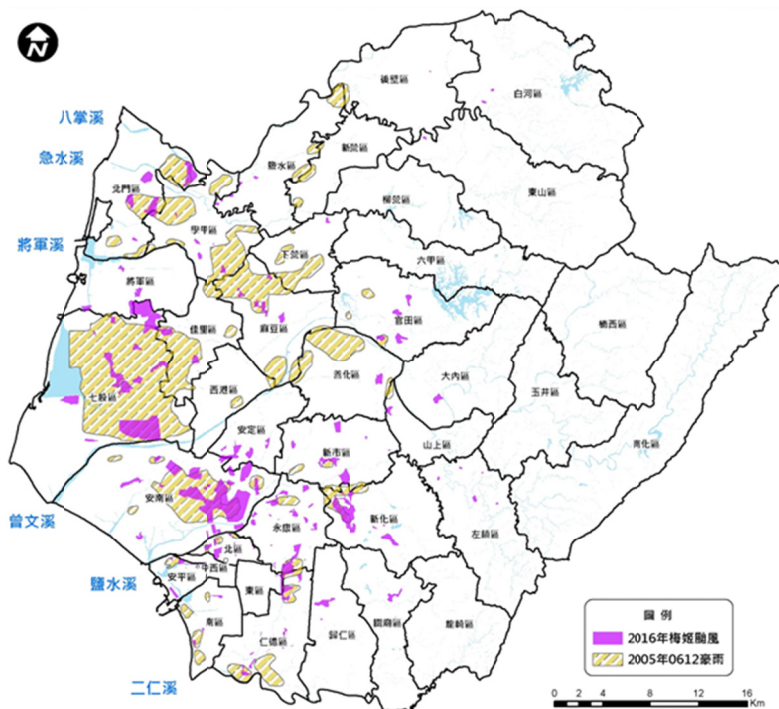 N
後壁區
白河區
八掌溪
新營區
鹽水區
急水溪
北門區
柳營區
東山區
學甲區
下營區
將軍溪
六甲區
將軍區
楠西區
佳里區
麻豆區
官田區
善化區
大內區
七股區
西港區
玉井區
安定區
山上區
南化區
新市區
安南區
曾文溪
永康區
新化區
左鎮區
北區
中西區
安平區
鹽水溪
東區
南區
仁德區
歸仁區
關廟區
龍崎區
圖 例
2016年梅姬颱風
2005年0612豪雨
二仁溪
0 2 4 8 12 16
Km